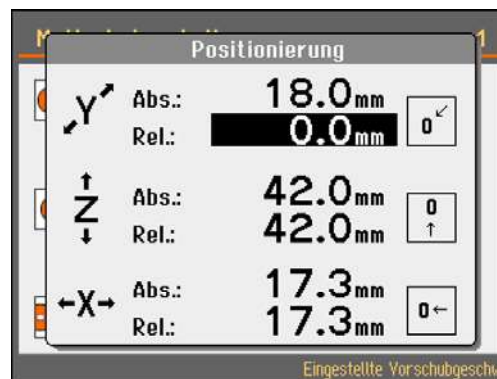 Positionierung
Y Abs.: 18.0mm
Rel.: 0.0mm 0
Z Abs.: 42.0mm
Rel.: 42.0mm 0
X Abs.: 17.3mm
Rel.: 17.3mm 0
Eingestellte